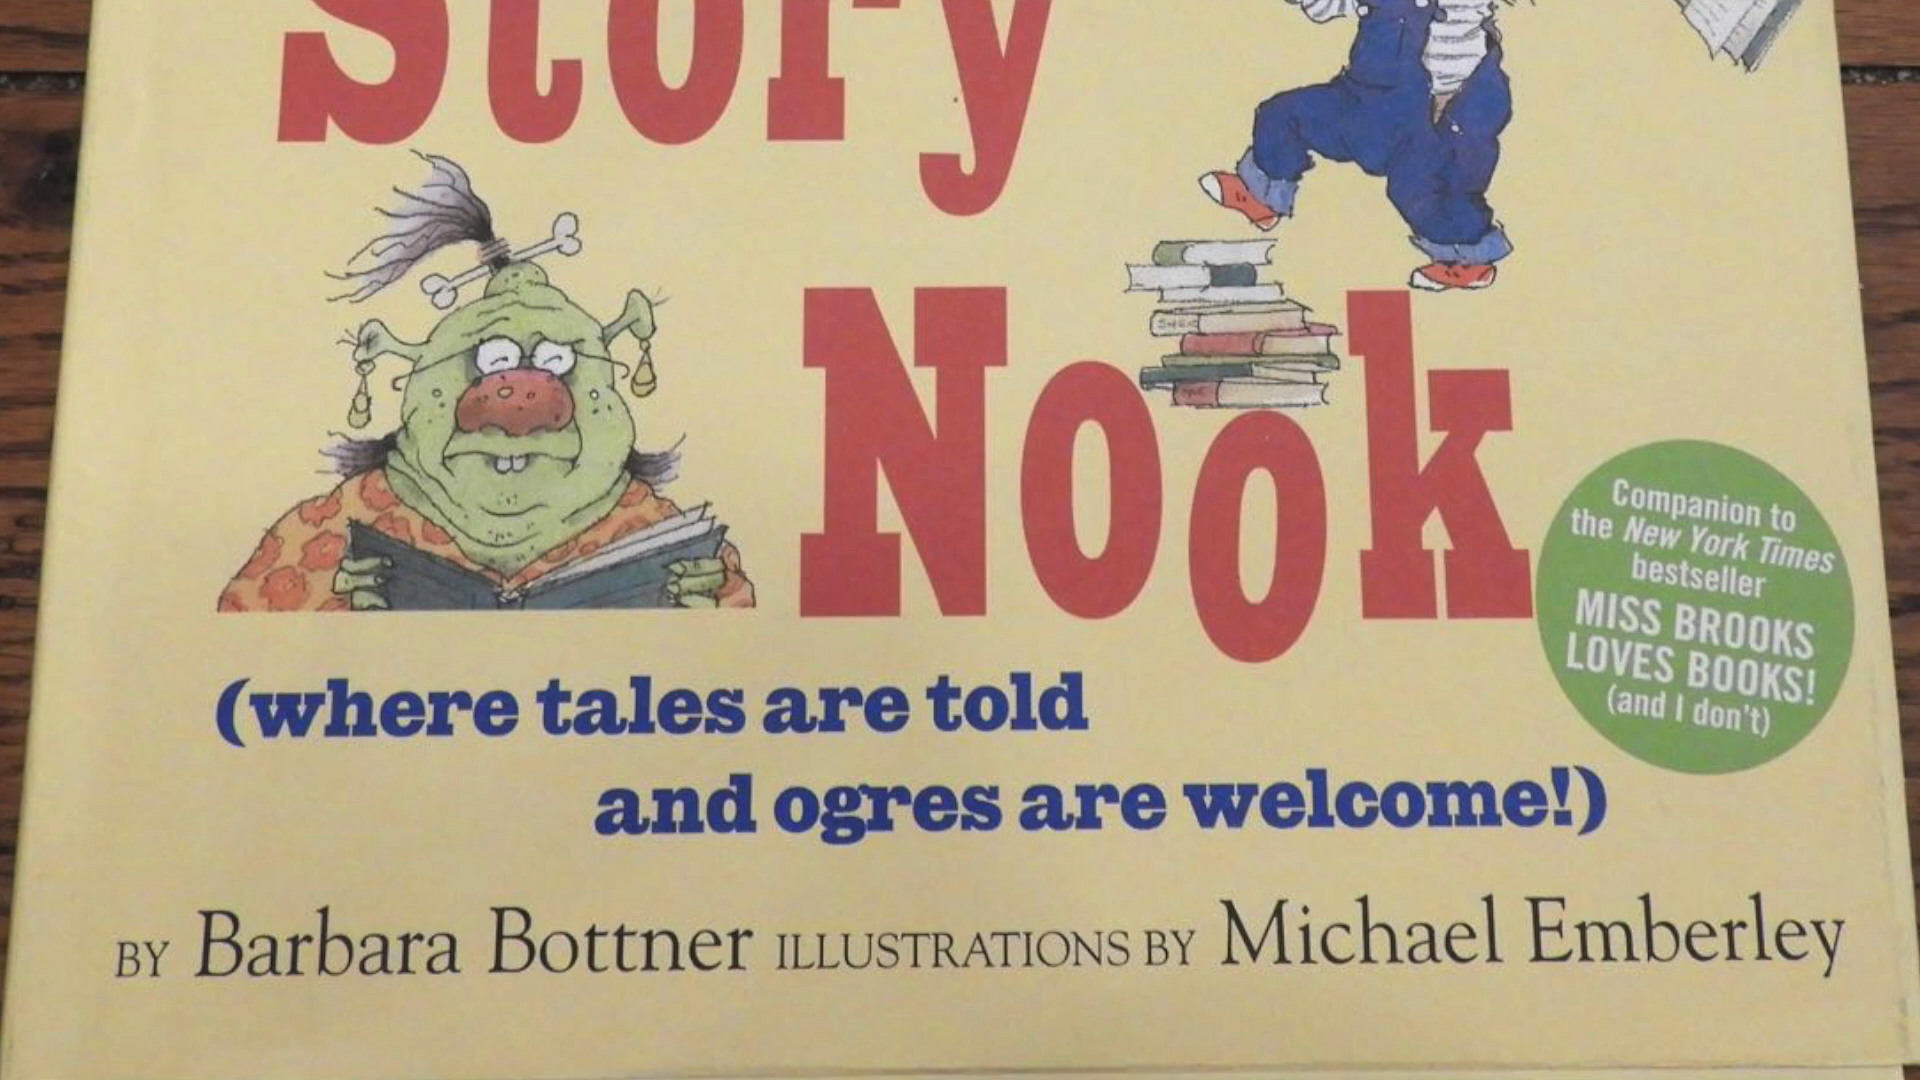 Story
Nook
Companion to
the New York Times
bestseller
MISS BROOKS
LOVES BOOKS!
(and I don't)
(where tales are told
and ogres are welcome!)
BY Barbara Bottner ILLUSTRATIONS BY Michael Emberley